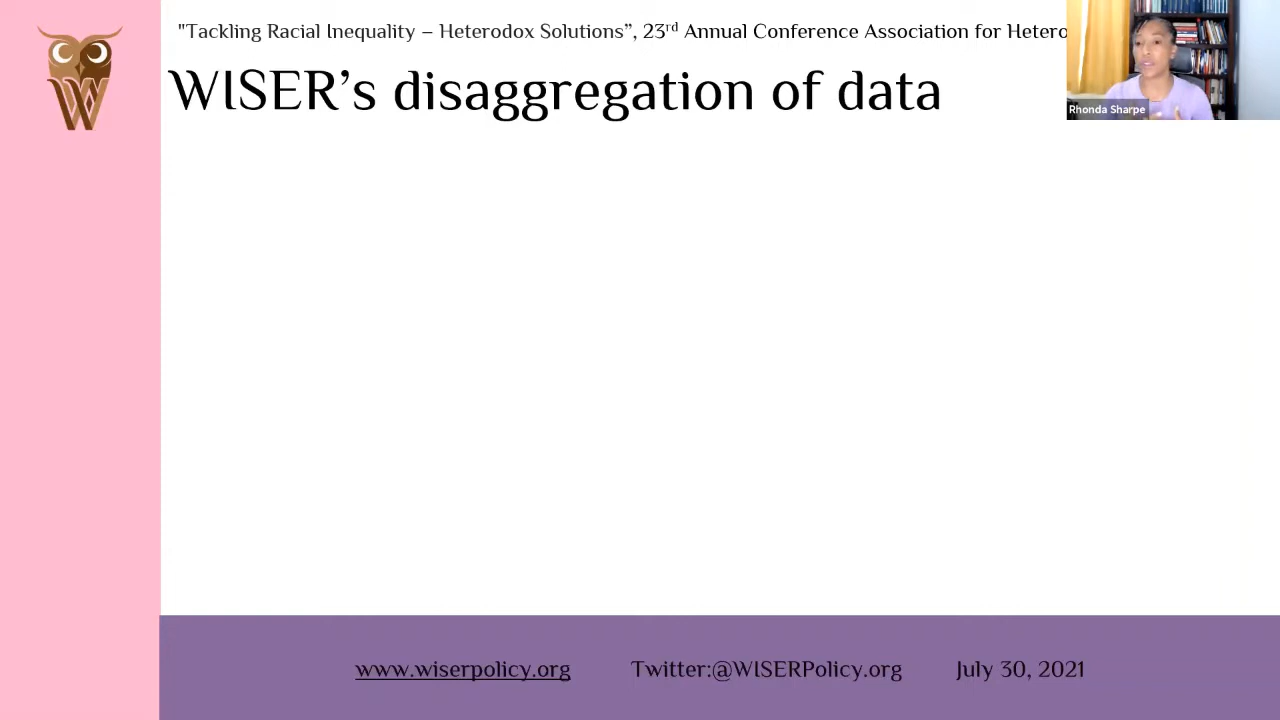 "Tackling Racial Inequality – Heterodox Solutions”, 23rd Annual Conference Association for Hetero
WISER’s disaggregation of data
Rhonda Sharpe
W
www.wiserpolicy.org Twitter:@WISERPolicy.org July 30, 2021